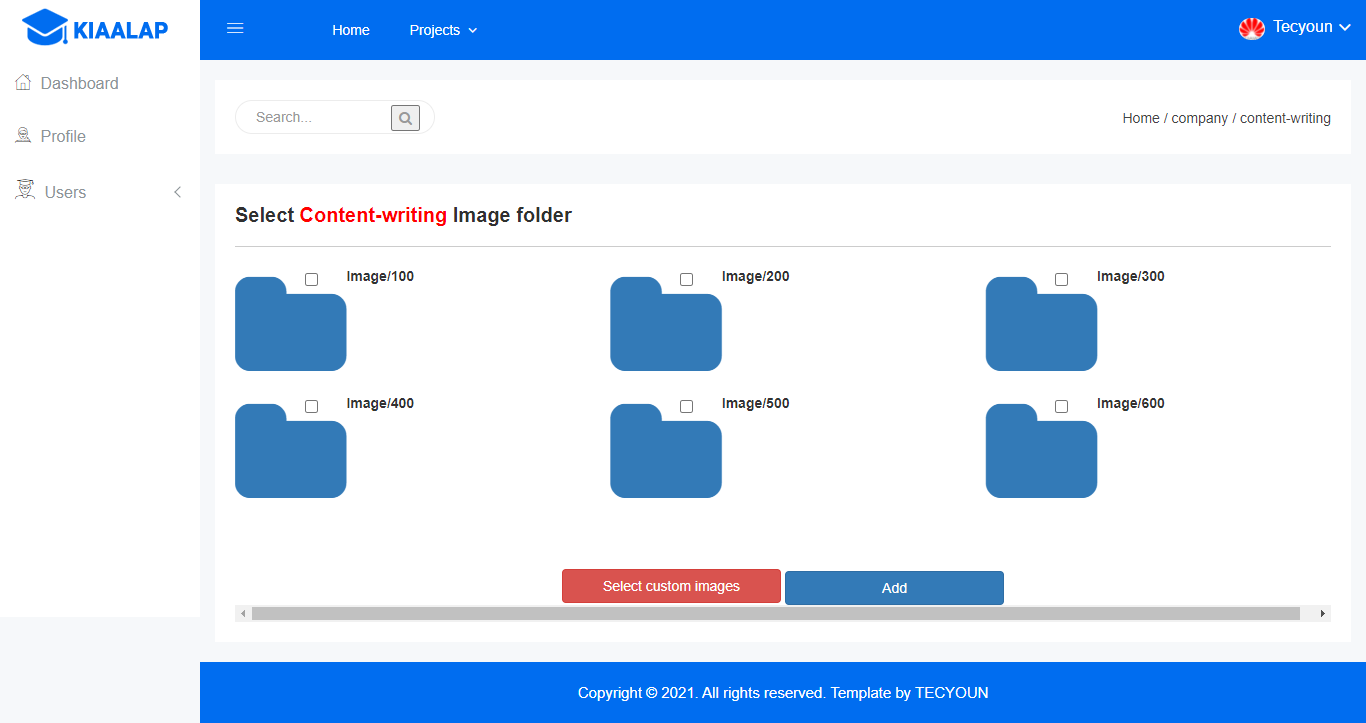 KIAALAP
Home
Projects
Tecyoun
Dashboard
Profile
Users
Search...
Home / company / content-writing
Select Content-writing Image folder
Image/100
Image/200
Image/300
Image/400
Image/500
Image/600
Select custom images
Add
Copyright © 2021. All rights reserved. Template by TECYOUN